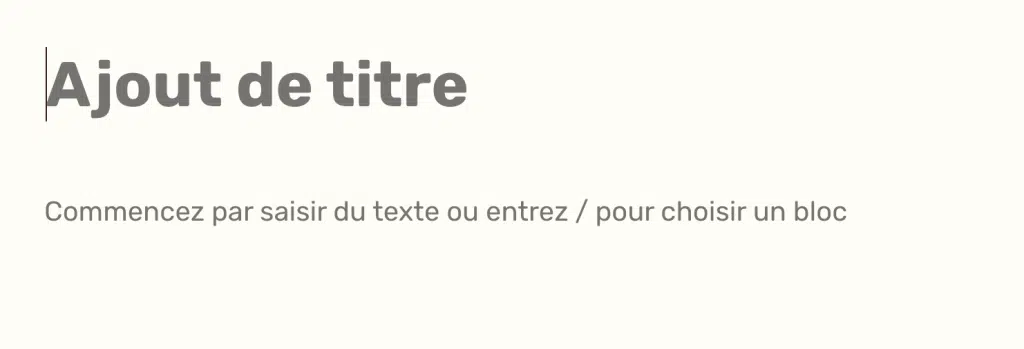 Ajout de titre
Commencez par saisir du texte ou entrez / pour choisir un bloc